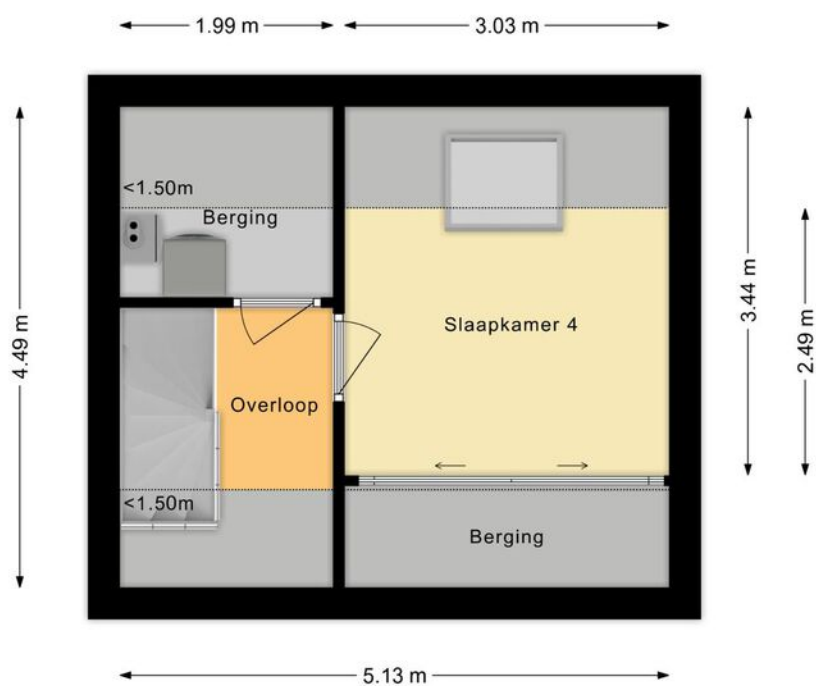 1.99 m
3.03 m
<1.50m
Berging
Slaapkamer 4
3.44 m
2.49 m
4.49 m
Overloop
<1.50m
Berging
5.13 m